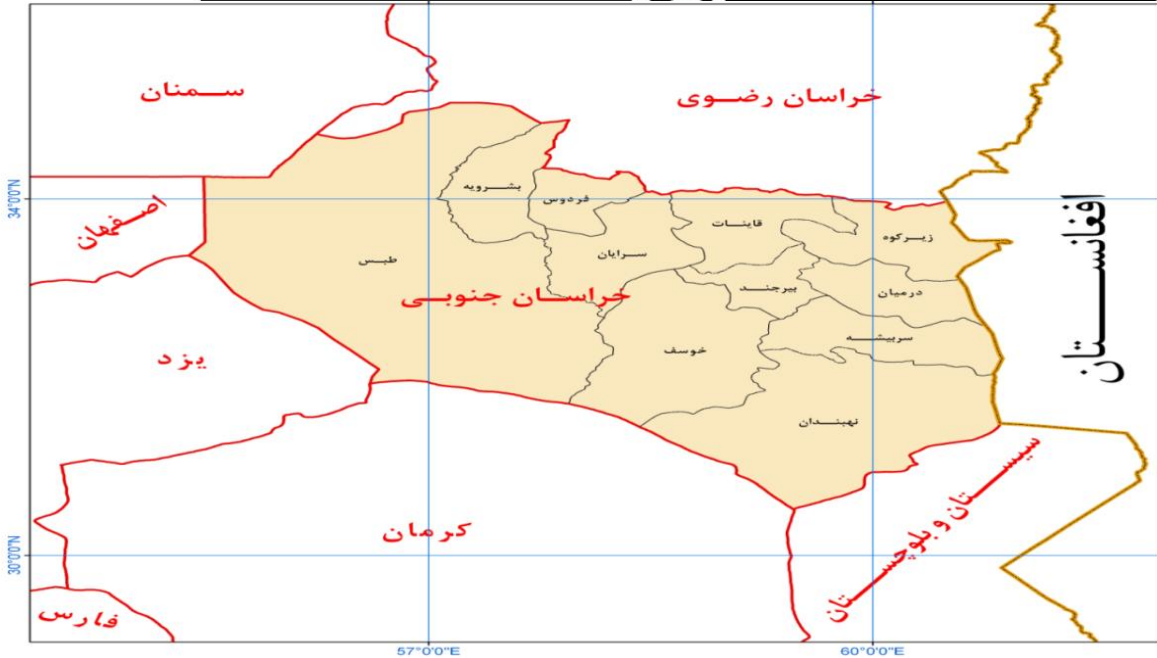 سمنان
خراسان رضوی
اصفهان
افغانستان
بشرویه
فردوس
قاینات
زیرکوه
طبس
سرایان
خراسان جنوبی
بیرجند
درمیان
یزد
خوسف
سربیشه
نهبندان
سیستان و بلوچستان
کرمان
فارس
34°0'0"N
30°0'0"N
57°0'0"E
60°0'0"E